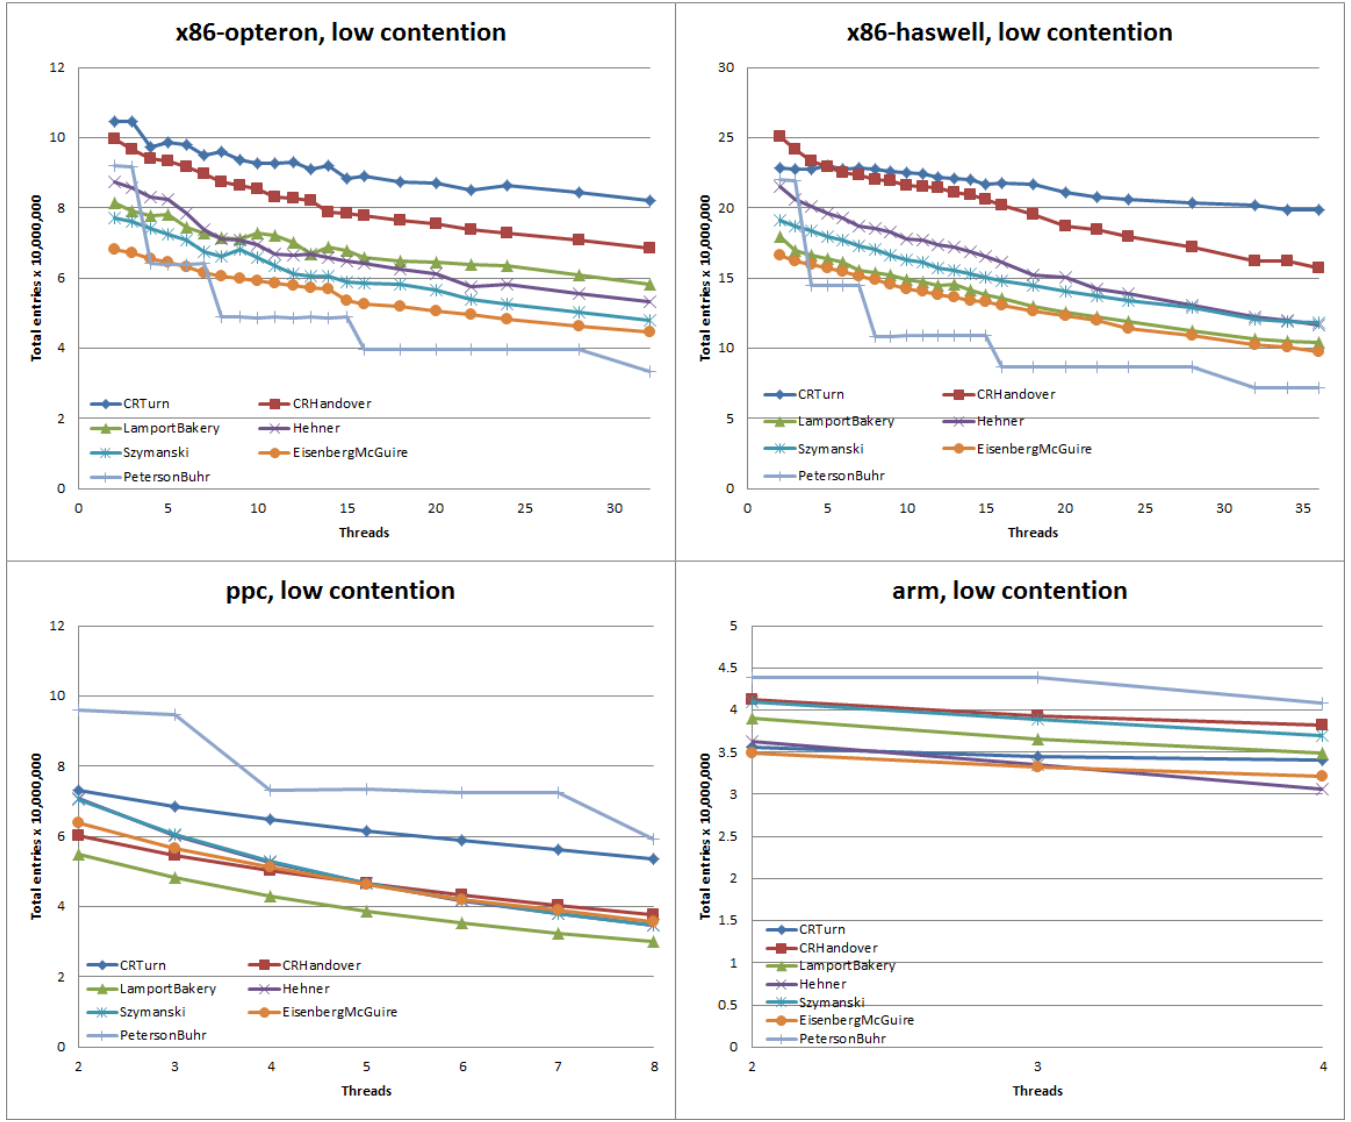 x86-opteron, low contention
12
10
8
6
4
2
0
Total entries x 10,000,000
CRTurn CRHandover
LamportBakery Hehner
Szymanski EisenbergMcGuire
PetersonBuhr
0 5 10 15 20 25 30
Threads
x86-haswell, low contention
30
25
20
15
10
5
0
Total entries x 10,000,000
CRTurn CRHandover
LamportBakery Hehner
Szymanski EisenbergMcGuire
PetersonBuhr
0 5 10 15 20 25 30 35
Threads
ppc, low contention
12
10
8
6
4
2
0
Total entries x 10,000,000
CRTurn CRHandover
LamportBakery Hehner
Szymanski EisenbergMcGuire
PetersonBuhr
2 3 4 5 6 7 8
Threads
arm, low contention
5
4.5
4
3.5
3
2.5
2
1.5
1
0.5
0
Total entries x 10,000,000
CRTurn
CRHandover
LamportBakery
Hehner
Szymanski
EisenbergMcGuire
PetersonBuhr
2 3 4
Threads